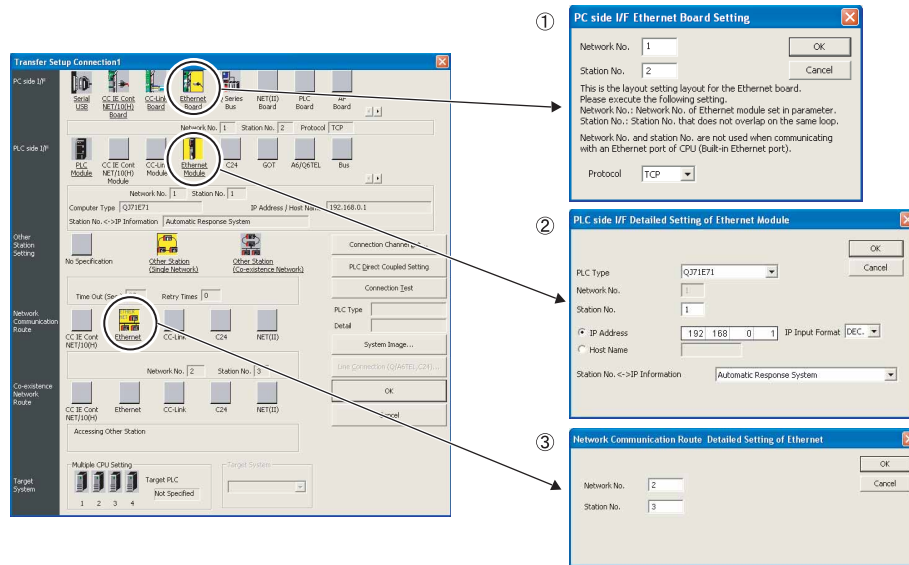 Transfer Setup Connection1
PC side I/F
Serial USB
CC IE Cont NET/10(H) Board
CC-Link Board
Ethernet Board
Series Bus
NET(II) Board
PLC Board
AF Board
Network No. 1 Station No. 2 Protocol TCP
PLC side I/F
PLC Module
CC IE Cont NET/10(H) Module
CC-Link Module
Ethernet Module
C24
GOT
A6/Q6TEL
Bus
Network No. 1 Station No. 1
Computer Type QJ71E71 IP Address / Host Name 192.168.0.1
Station No. <->IP Information Automatic Response System
Other Station Setting
No Specification
Other Station (Single Network)
Other Station (Co-existence Network)
Time Out (Sec.) Retry Times 0
Network Communication Route
CC IE Cont NET/10(H)
Ethernet
CC-Link
C24
NET(II)
Network No. 2 Station No. 3
Co-existence Network Route
CC IE Cont NET/10(H)
Ethernet
CC-Link
C24
NET(II)
Accessing Other Station
Target System
Multiple CPU Setting
1 2 3 4
Target PLC
Not Specified
Target System
Connection Channel
PLC Direct Coupled Setting
Connection Test
PLC Type
Detail
System Image...
Line Connection (Q/A6TEL,C24)...
OK
Cancel
①
PC side I/F Ethernet Board Setting
Network No. 1
OK
Station No. 2
Cancel
This is the layout setting layout for the Ethernet board.
Please execute the following setting.
Network No.: Network No. of Ethernet module set in parameter.
Station No.: Station No. that does not overlap on the same loop.
Network No. and station No. are not used when communicating
with an Ethernet port of CPU (Built-in Ethernet port).
Protocol TCP
②
PLC side I/F Detailed Setting of Ethernet Module
OK
PLC Type QJ71E71
Cancel
Network No. 1
Station No. 1
IP Address 192 168 0 1 IP Input Format DEC.
Host Name
Station No. <->IP Information Automatic Response System
③
Network Communication Route Detailed Setting of Ethernet
OK
Network No. 2
Cancel
Station No. 3